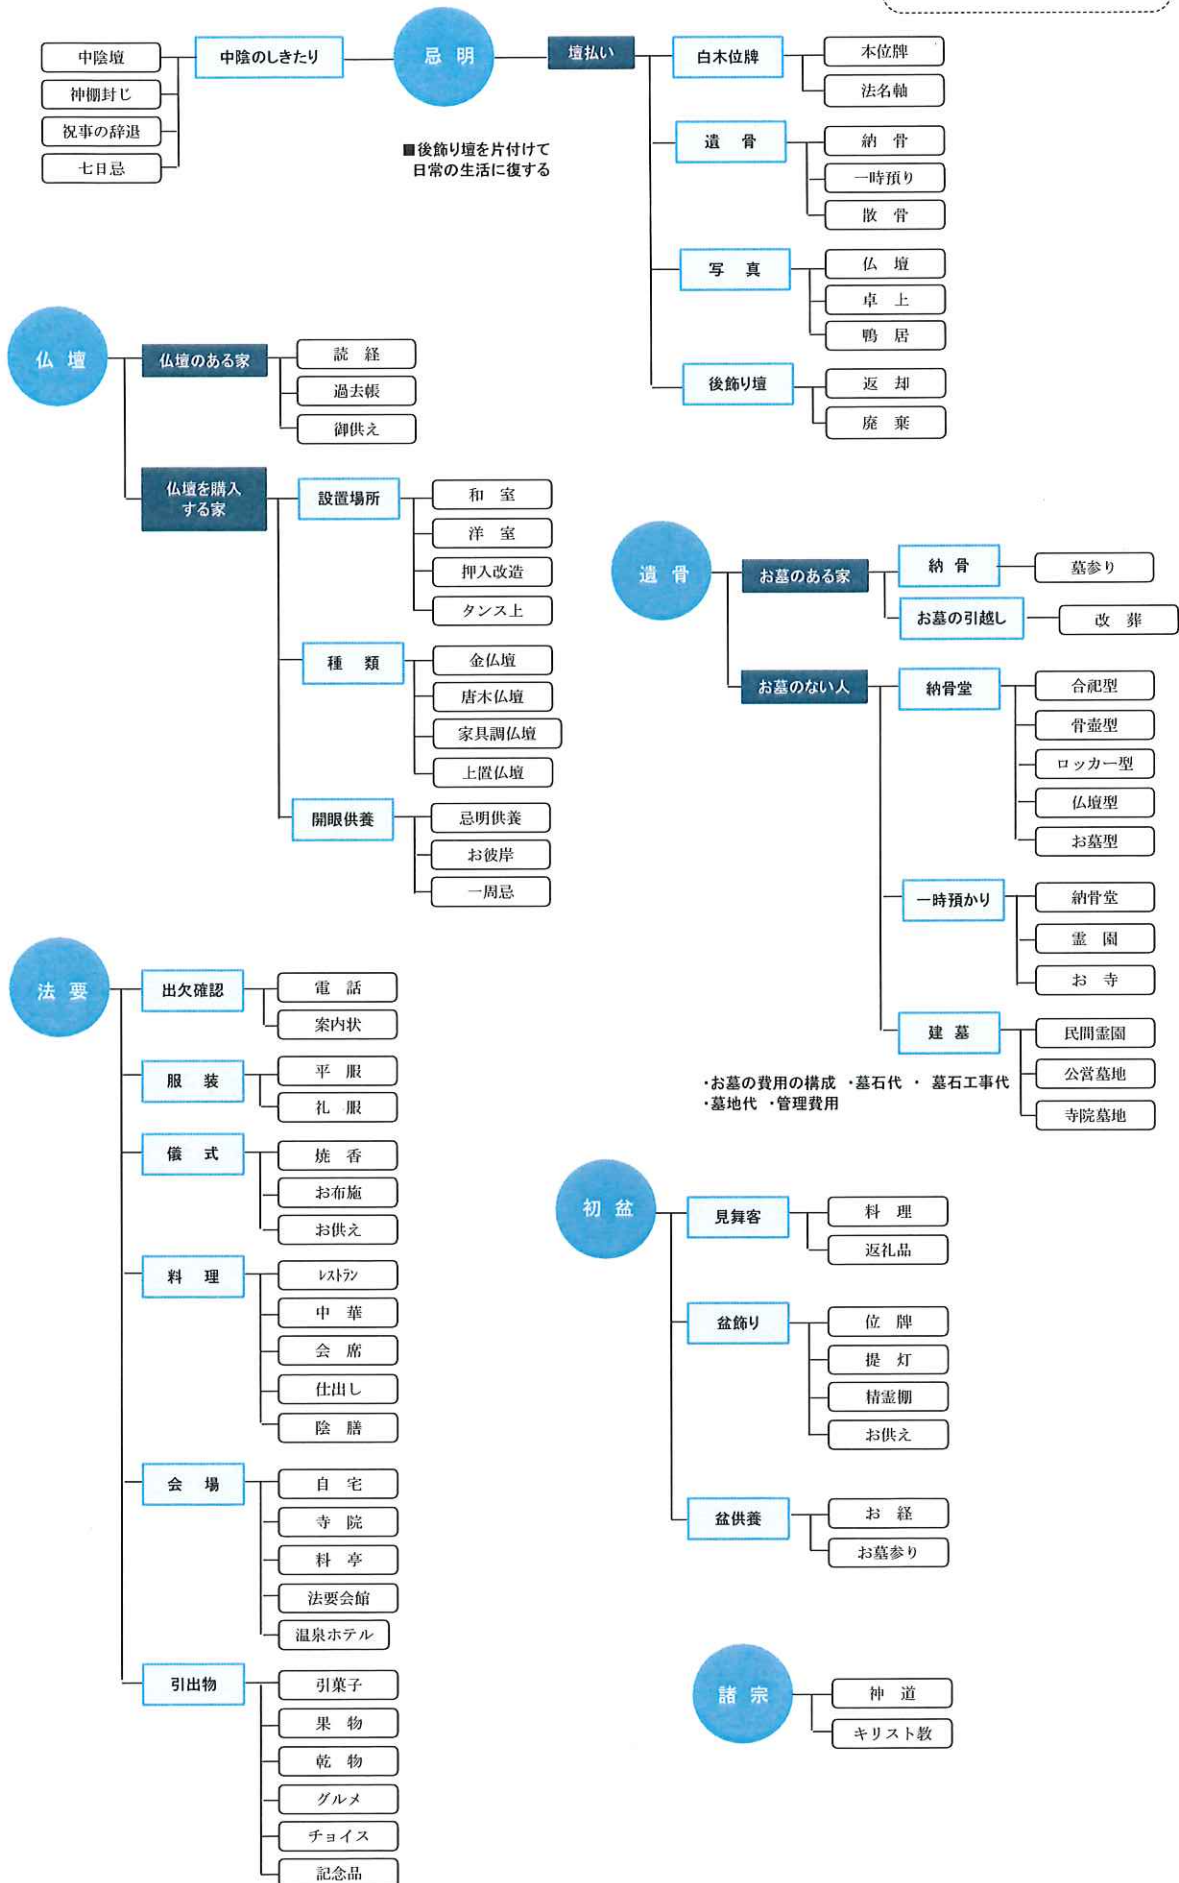 忌 明
中陰のしきたり
中陰壇
神棚封じ
祝事の辞退
七日忌
■後飾り壇を片付けて
日常の生活に復する
壇払い
白木位牌
本位牌
法名軸
遺 骨
納 骨
一時預り
散 骨
写 真
仏 壇
卓 上
鴨 居
後飾り壇
返 却
廃 棄
仏 壇
仏壇のある家
読 経
過去帳
御供え
仏壇を購入
する家
設置場所
和 室
洋 室
押入改造
タンス上
種 類
金仏壇
唐木仏壇
家具調仏壇
上置仏壇
開眼供養
忌明供養
お彼岸
一周忌
遺 骨
お墓のある家
納 骨
墓参り
お墓の引越し
改 葬
お墓のない人
納骨堂
合祀型
骨壺型
ロッカー型
仏壇型
お墓型
一時預かり
納骨堂
霊 園
お 寺
建 墓
民間霊園
公営墓地
寺院墓地
・お墓の費用の構成 ・墓石代 ・ 墓石工事代
・墓地代 ・管理費用
法 要
出欠確認
電 話
案内状
服 装
平 服
礼 服
儀 式
焼 香
お布施
お供え
料 理
レストラン
中 華
会 席
仕出し
陰 膳
会 場
自 宅
寺 院
料 亭
法要会館
温泉ホテル
引出物
引菓子
果 物
乾 物
グルメ
チョイス
記念品
初 盆
見舞客
料 理
返礼品
盆飾り
位 牌
提 灯
精霊棚
お供え
盆供養
お 経
お墓参り
諸 宗
神 道
キリスト教